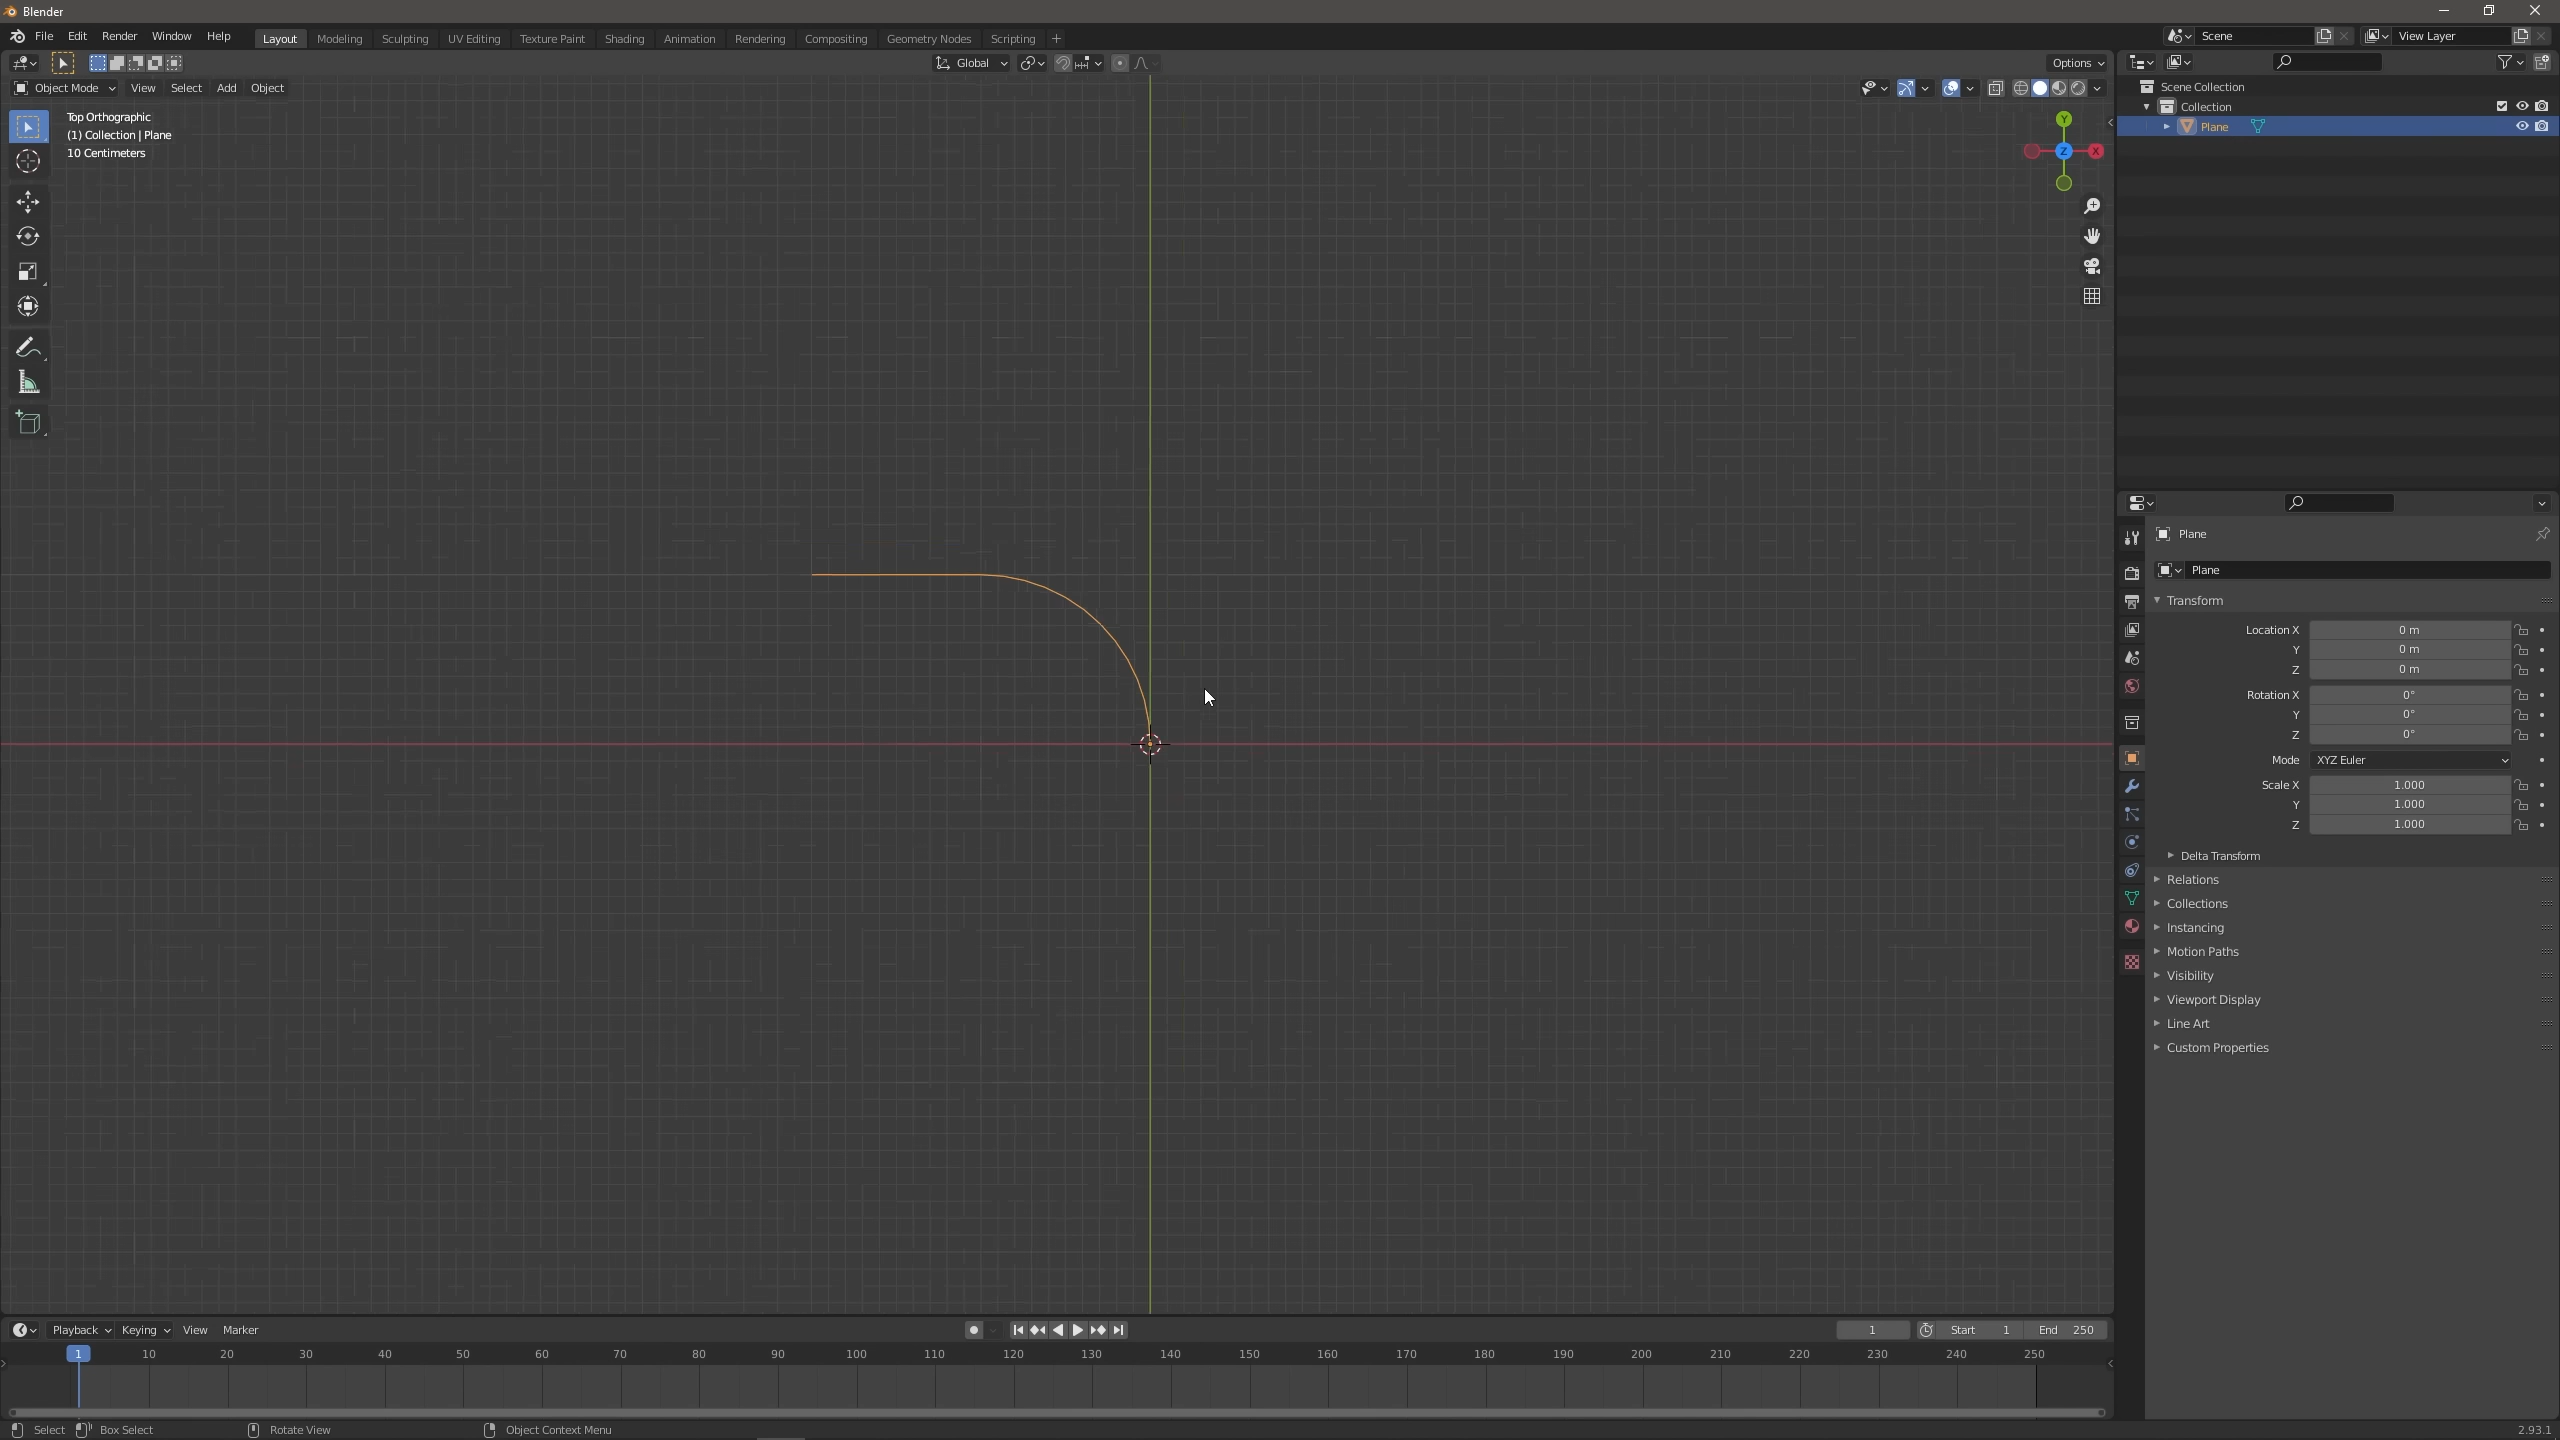 Blender
File Edit Render Window Help Layout Modeling Sculpting UV Editing Texture Paint Shading Animation Rendering Compositing Geometry Nodes Scripting +
Scene View Layer
Global Options
Object Mode View Select Add Object
Top Orthographic
(1) Collection | Plane
10 Centimeters
Y
Z X
Scene Collection
Collection
Plane
Plane
Plane
Transform
Location X 0 m
Y 0 m
Z 0 m
Rotation X 0°
Y 0°
Z 0°
Mode XYZ Euler
Scale X 1.000
Y 1.000
Z 1.000
Delta Transform
Relations
Collections
Instancing
Motion Paths
Visibility
Viewport Display
Line Art
Custom Properties
Playback Keying View Marker 1 Start 1 End 250
1 10 20 30 40 50 60 70 80 90 100 110 120 130 140 150 160 170 180 190 200 210 220 230 240 250
Select Box Select Rotate View Object Context Menu 2.93.1